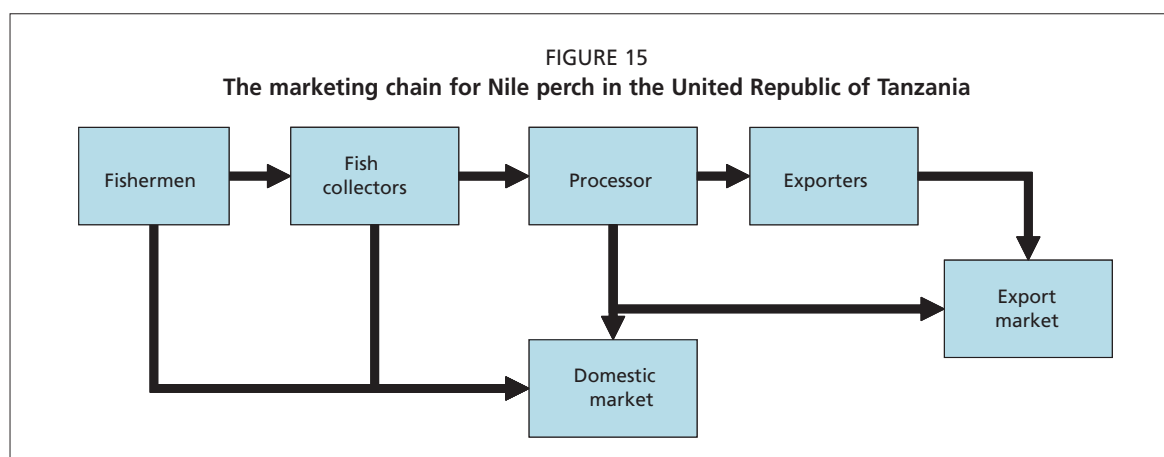 FIGURE 15
The marketing chain for Nile perch in the United Republic of Tanzania
Fishermen
Fish
collectors
Processor
Exporters
Export
market
Domestic
market